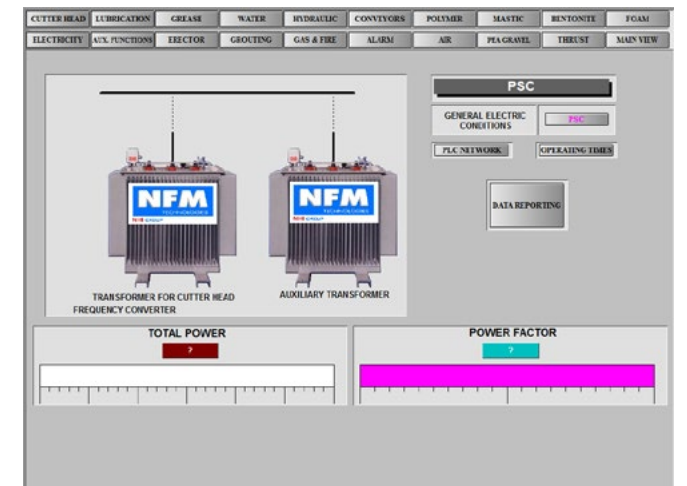 CUTTER HEAD LUBRICATION GREASE WATER HYDRAULIC CONVEYORS POLYMER MASTIC BENTONITE FOAM
ELECTRICITY AUX. FUNCTIONS ERECTOR GROUTING GAS & FIRE ALARM AIR PEA GRAVEL THRUST MAIN VIEW
PSC
GENERAL ELECTRIC
CONDITIONS
PSC
PLC NETWORK OPERATING TIMES
DATA REPORTING
NFM
TECHNOLOGIES
NFM
TECHNOLOGIES
TRANSFORMER FOR CUTTER HEAD
FREQUENCY CONVERTER
AUXILIARY TRANSFORMER
TOTAL POWER
?
POWER FACTOR
?